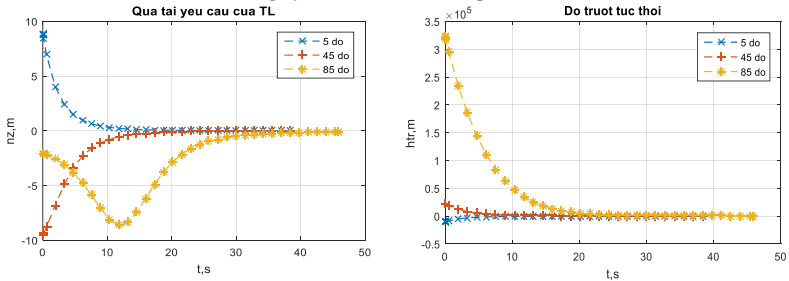 Qua tai yeu cau cua TL
10
5
0
-5
-10
nz,m
0
10
20
30
40
50
t,s
5 do
45 do
85 do
Do truot tuc thoi
×10⁵
3.5
3
2.5
2
1.5
1
0.5
0
-0.5
htr,m
0
10
20
30
40
50
t,s
5 do
45 do
85 do